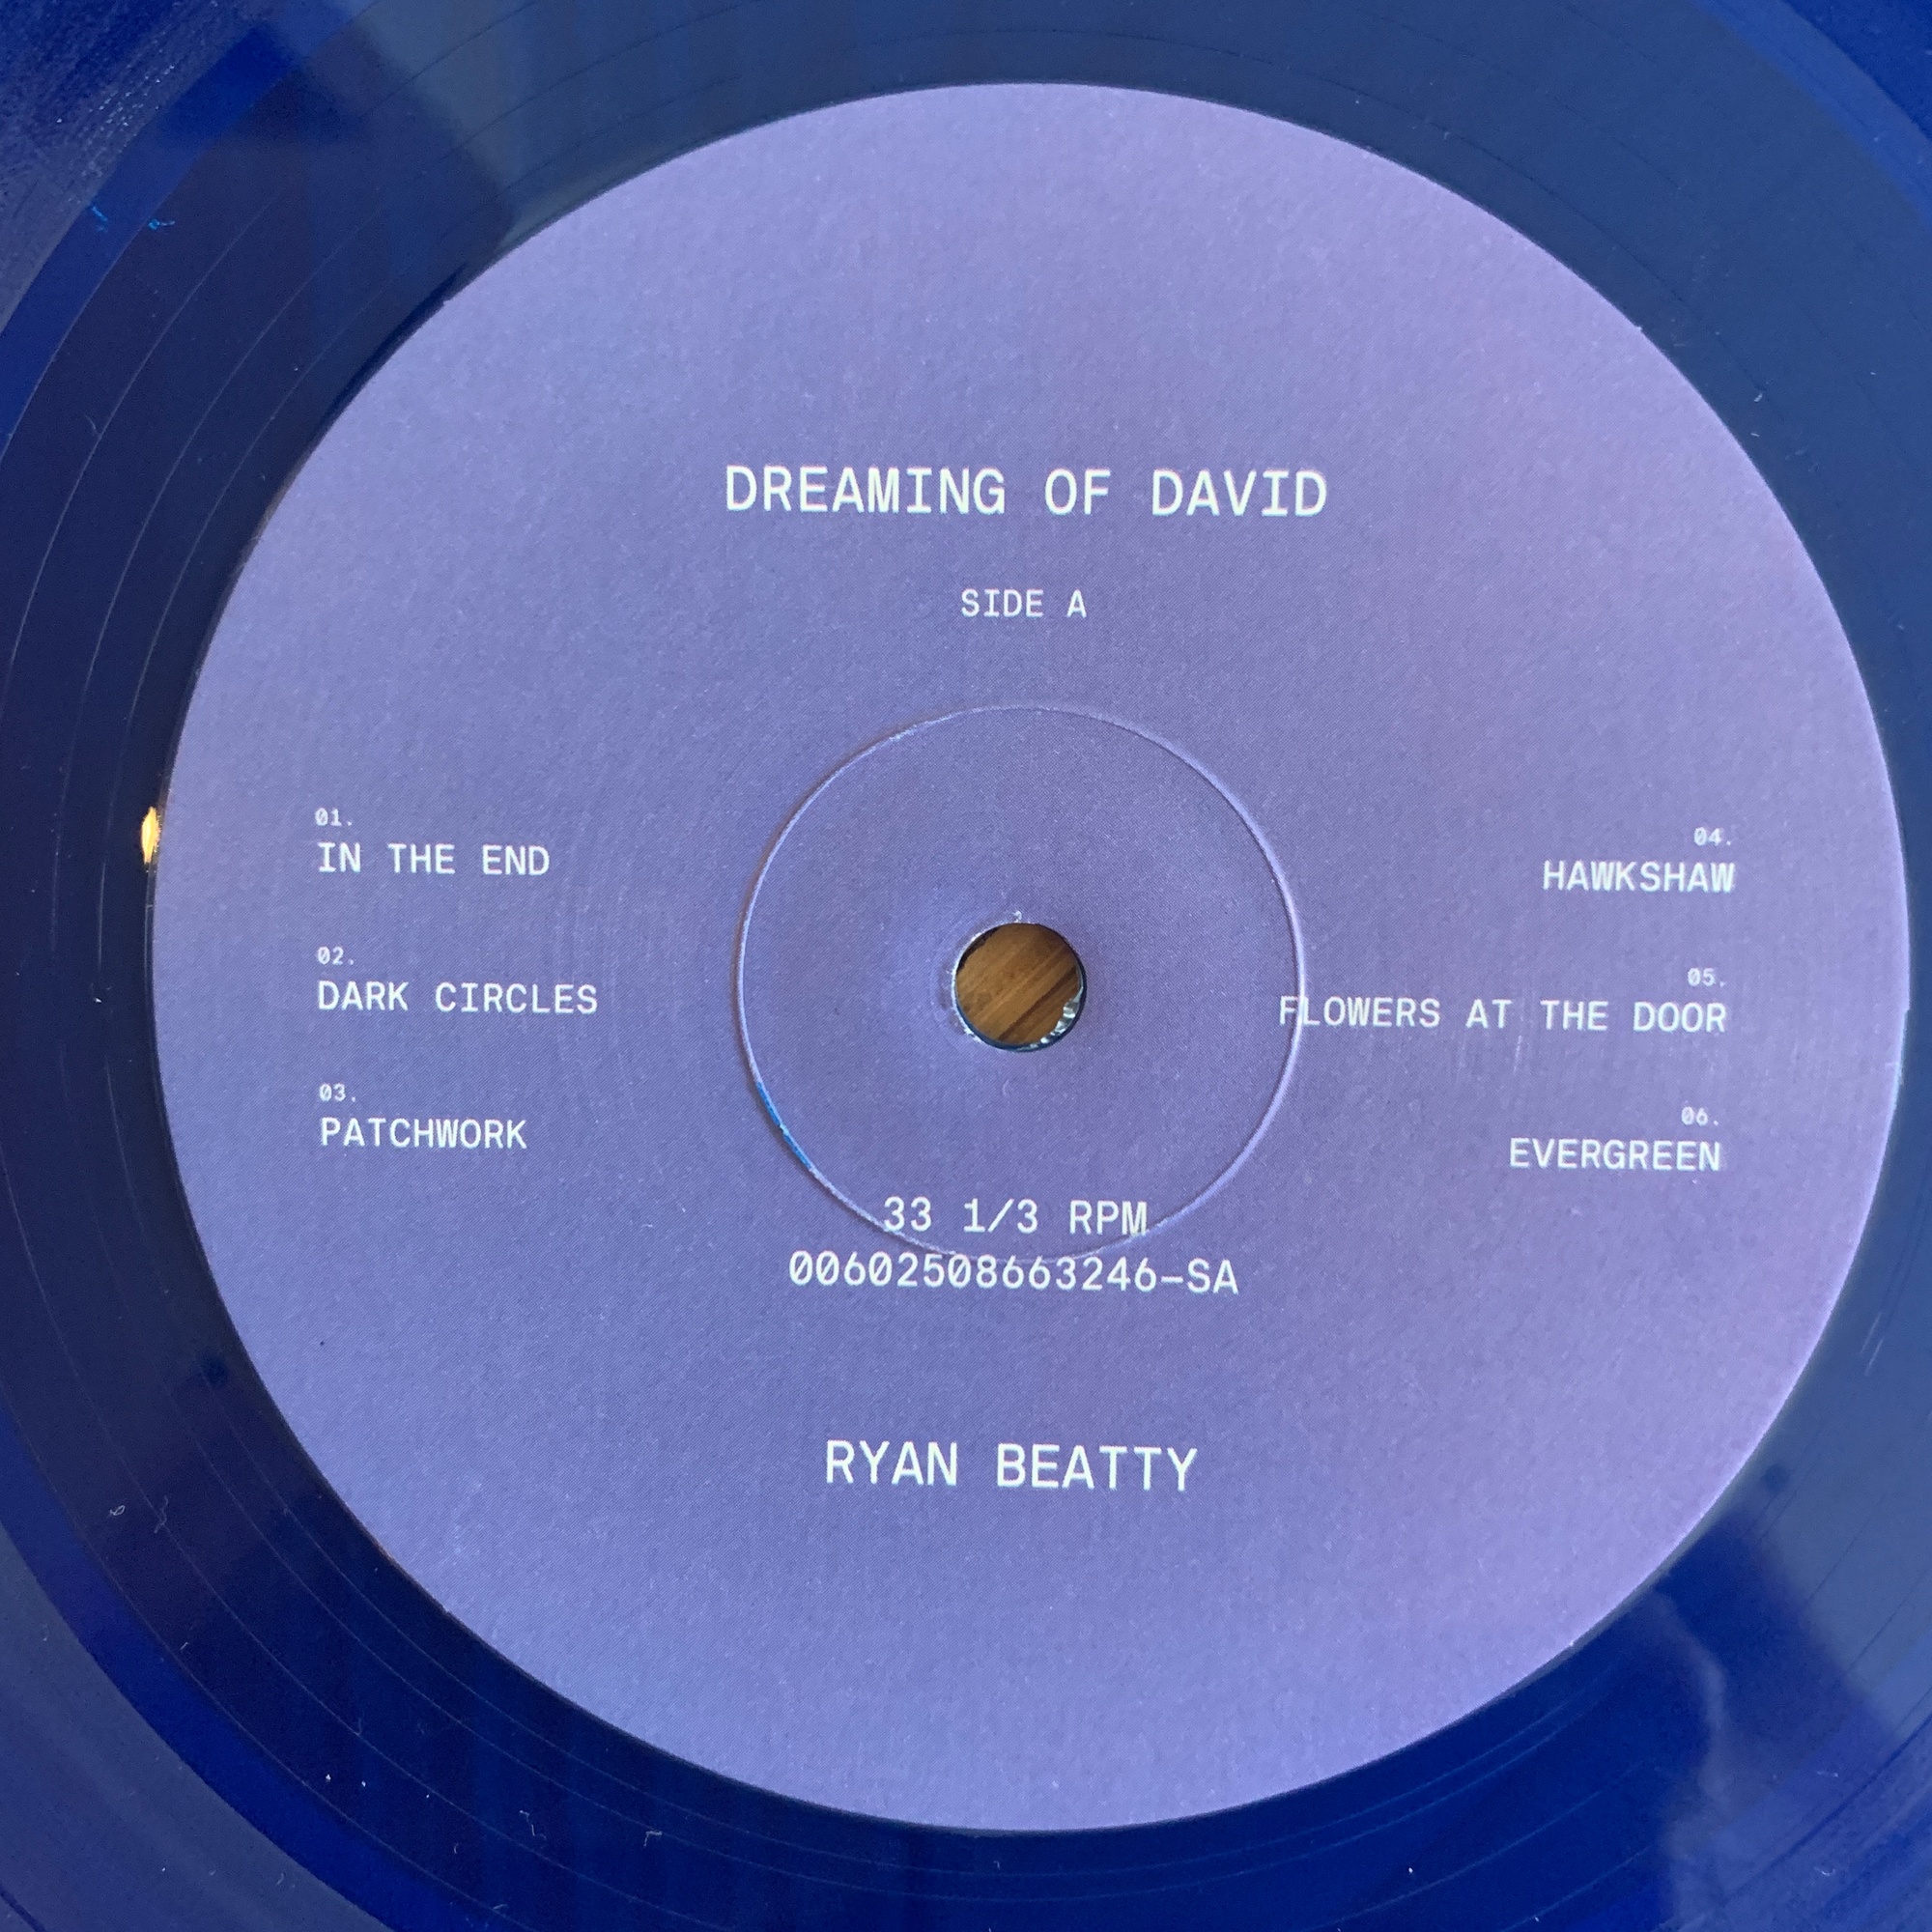 DREAMING OF DAVID
SIDE A
01.
IN THE END
02.
DARK CIRCLES
03.
PATCHWORK
04.
HAWKSHAW
05.
FLOWERS AT THE DOOR
06.
EVERGREEN
33 1/3 RPM
00602508663246-SA
RYAN BEATTY